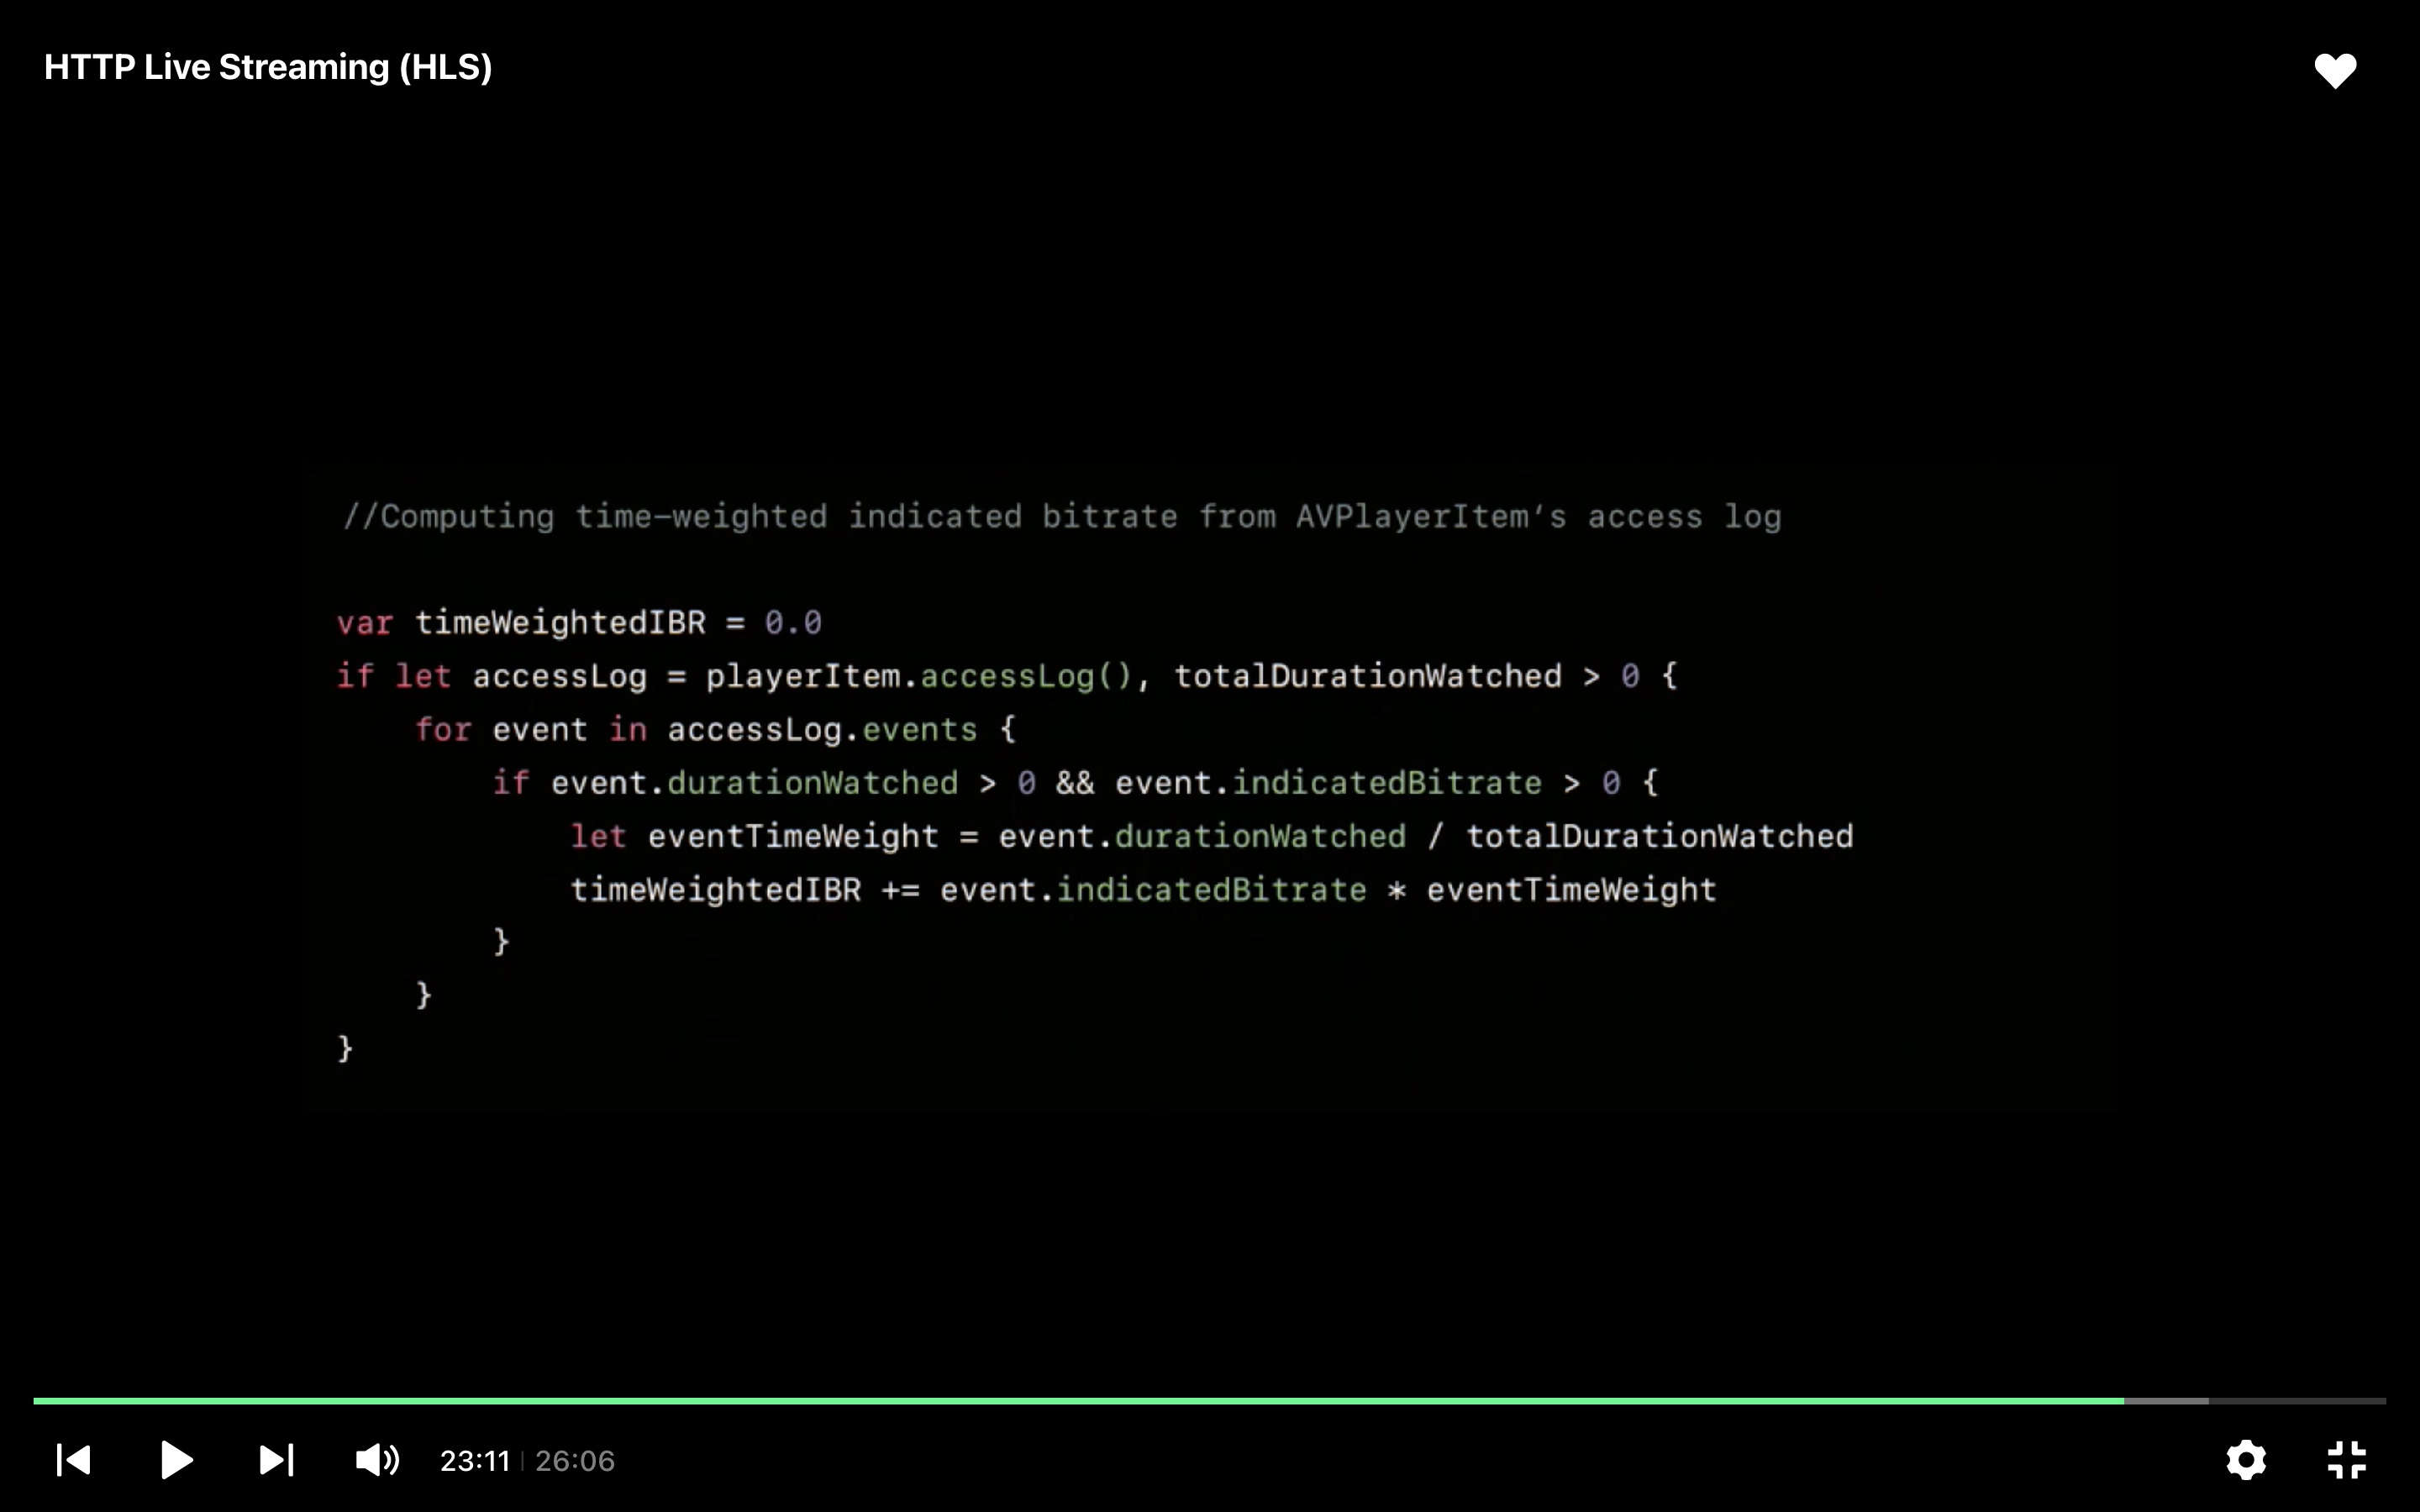 HTTP Live Streaming (HLS)
//Computing time-weighted indicated bitrate from AVPlayerItem‘s access log
var timeWeightedIBR = 0.0
if let accessLog = playerItem.accessLog(), totalDurationWatched > 0 {
    for event in accessLog.events {
        if event.durationWatched > 0 && event.indicatedBitrate > 0 {
            let eventTimeWeight = event.durationWatched / totalDurationWatched
            timeWeightedIBR += event.indicatedBitrate * eventTimeWeight
        }
    }
}
23:11 | 26:06